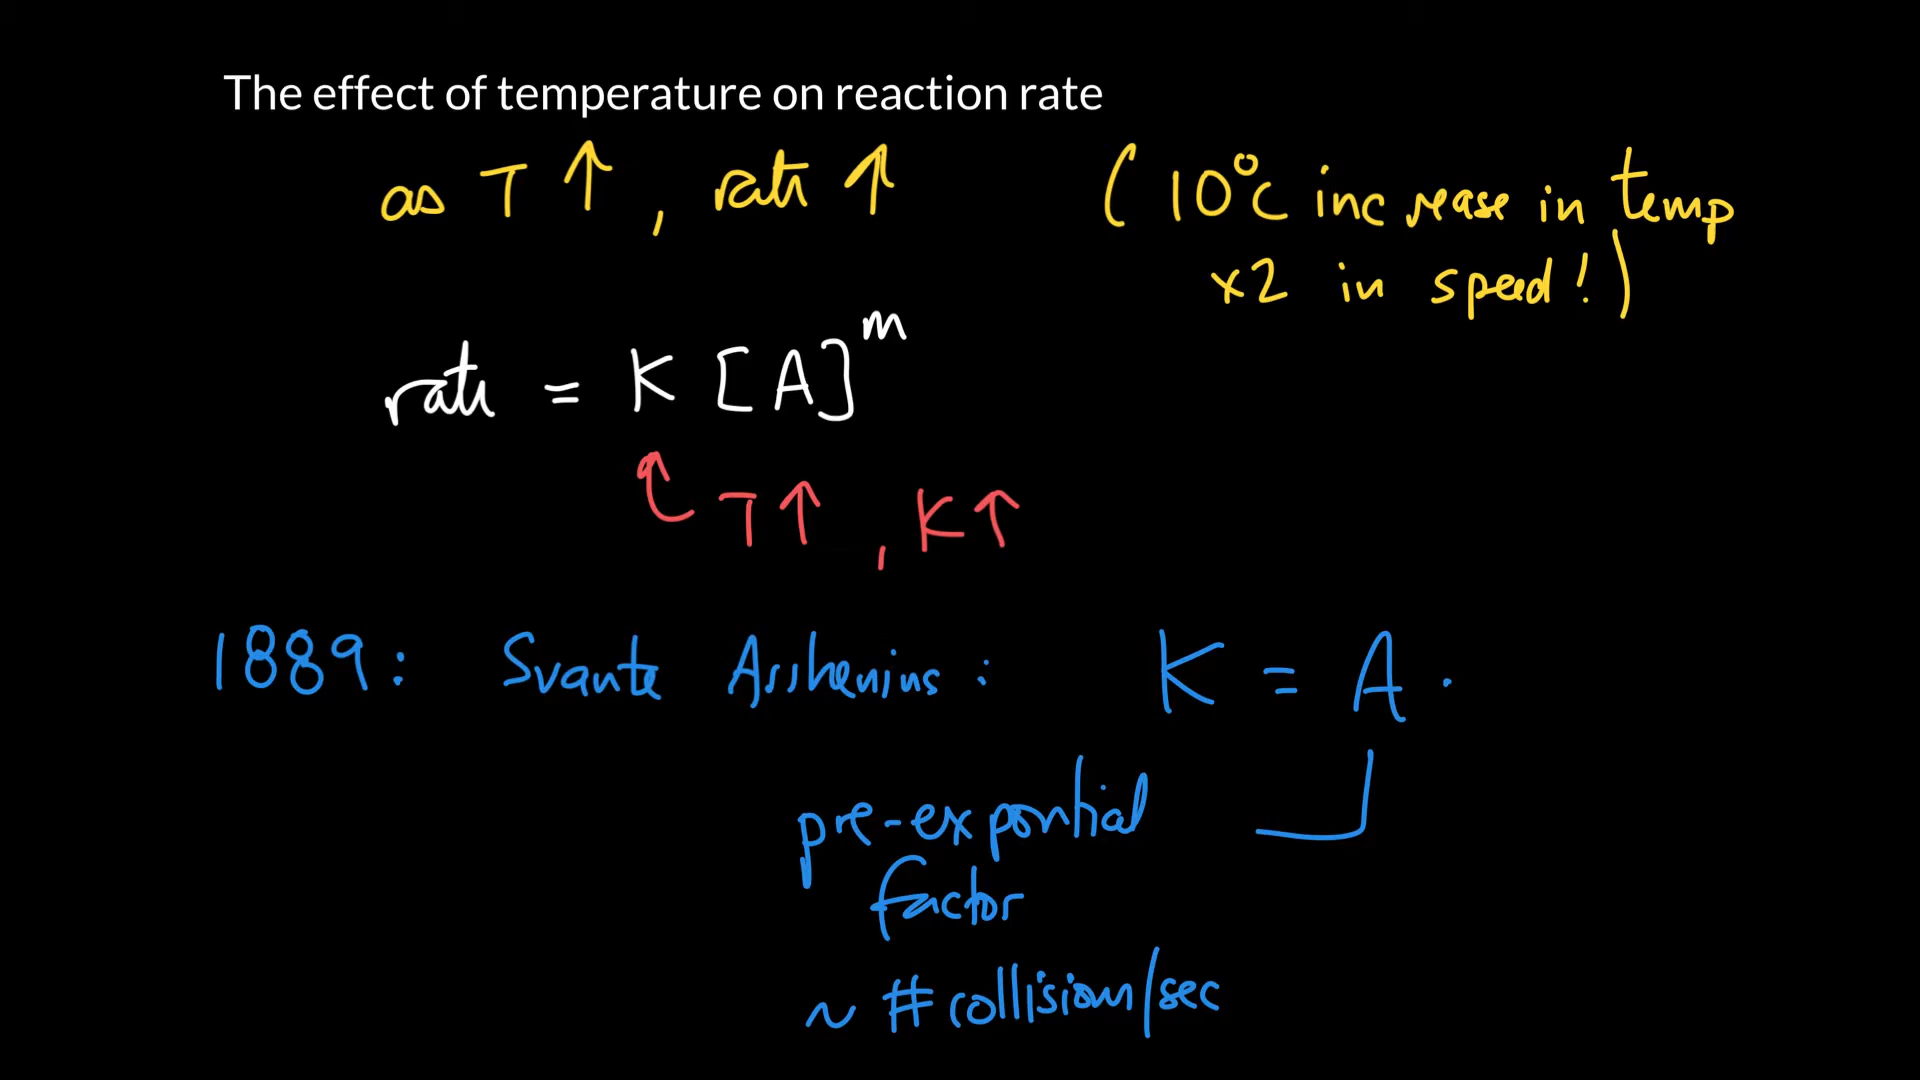 The effect of temperature on reaction rate
as T ↑, rate ↑ (10°C increase in temp
x2 in speed!)
rate = K [A]^m
T↑, K↑
1889: Svante Arrhenius: K = A ·
pre-exponential
factor
~ #collision/sec